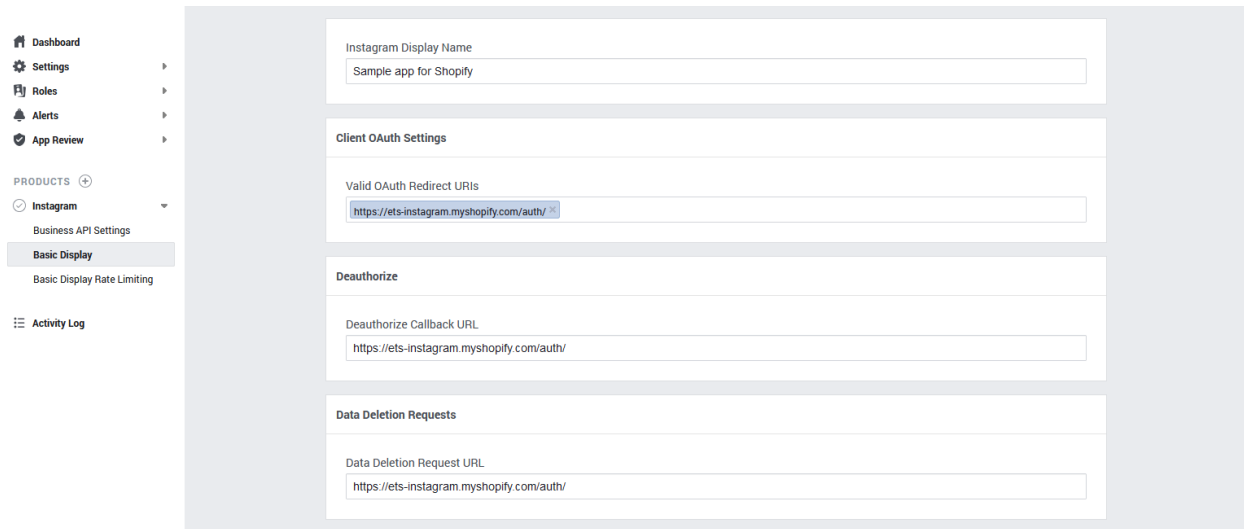 Dashboard
Settings
Roles
Alerts
App Review
PRODUCTS
Instagram
Business API Settings
Basic Display
Basic Display Rate Limiting
Activity Log
Instagram Display Name
Sample app for Shopify
Client OAuth Settings
Valid OAuth Redirect URIs
https://ets-instagram.myshopify.com/auth/
Deauthorize
Deauthorize Callback URL
https://ets-instagram.myshopify.com/auth/
Data Deletion Requests
Data Deletion Request URL
https://ets-instagram.myshopify.com/auth/